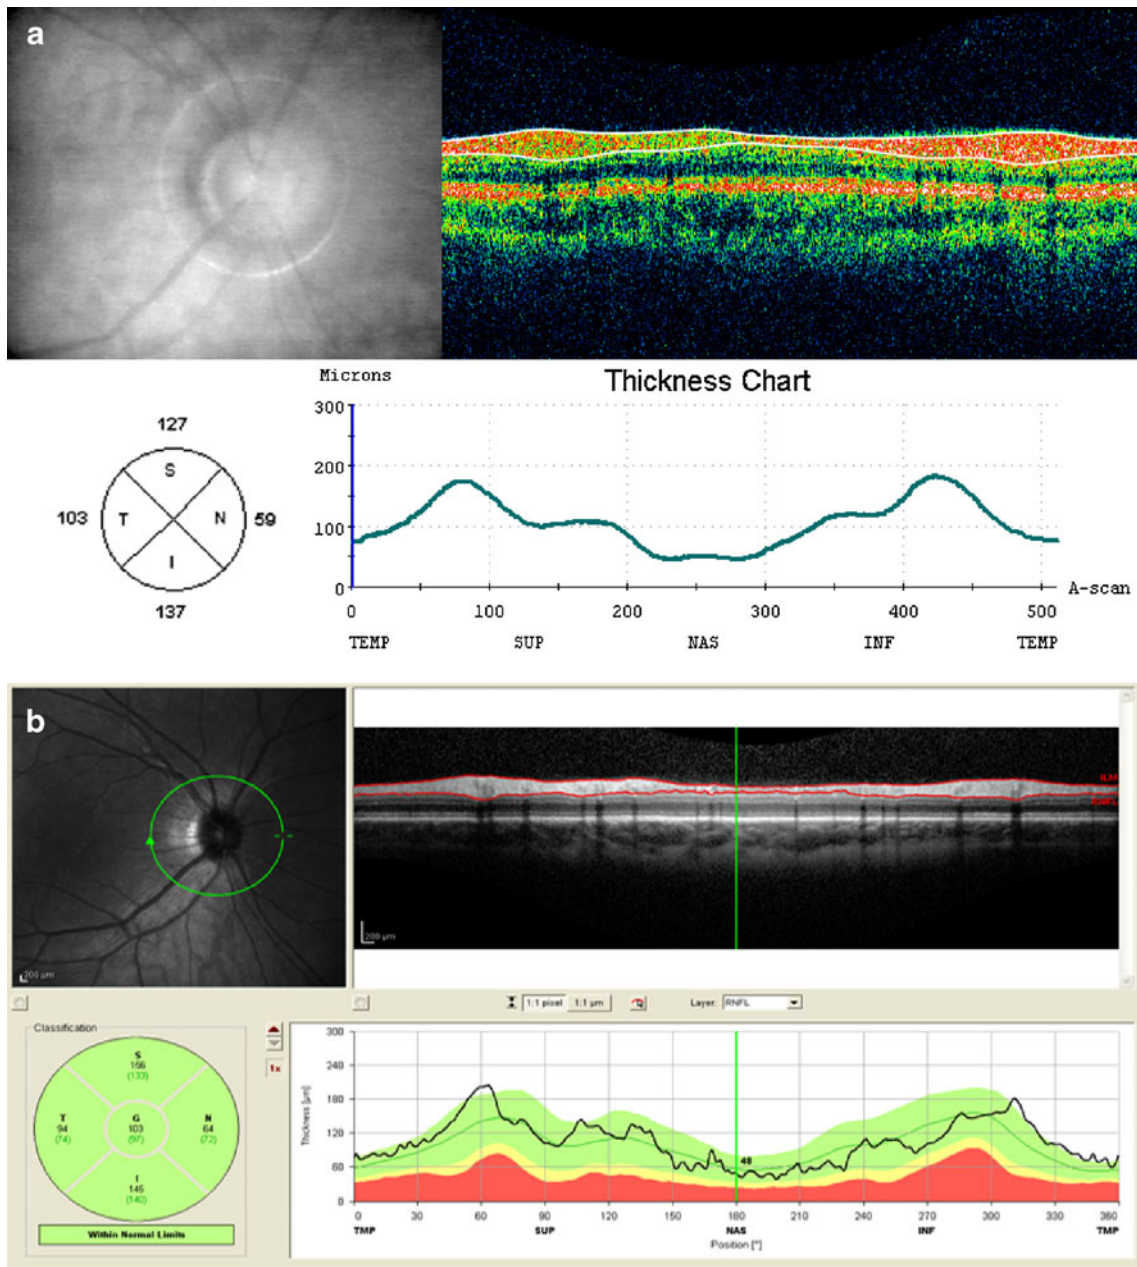 a
Microns
Thickness Chart
300
200
100
0
127
S
103 T N 59
I
137
A-scan
0 100 200 300 400 500
TEMP SUP NAS INF TEMP
b
200 µm
ILM
RNFL
200 µm
1:1 pixel 1:1 µm Layer: RNFL
Classification
S
156
(133)
T
94
(74)
G
103
(97)
N
64
(72)
I
145
(140)
Within Normal Limits
1x
Thickness [µm]
300
240
180
120
60
0
48
0 30 60 90 120 150 180 210 240 270 300 330 360
TMP SUP NAS INF TMP
Position [°]